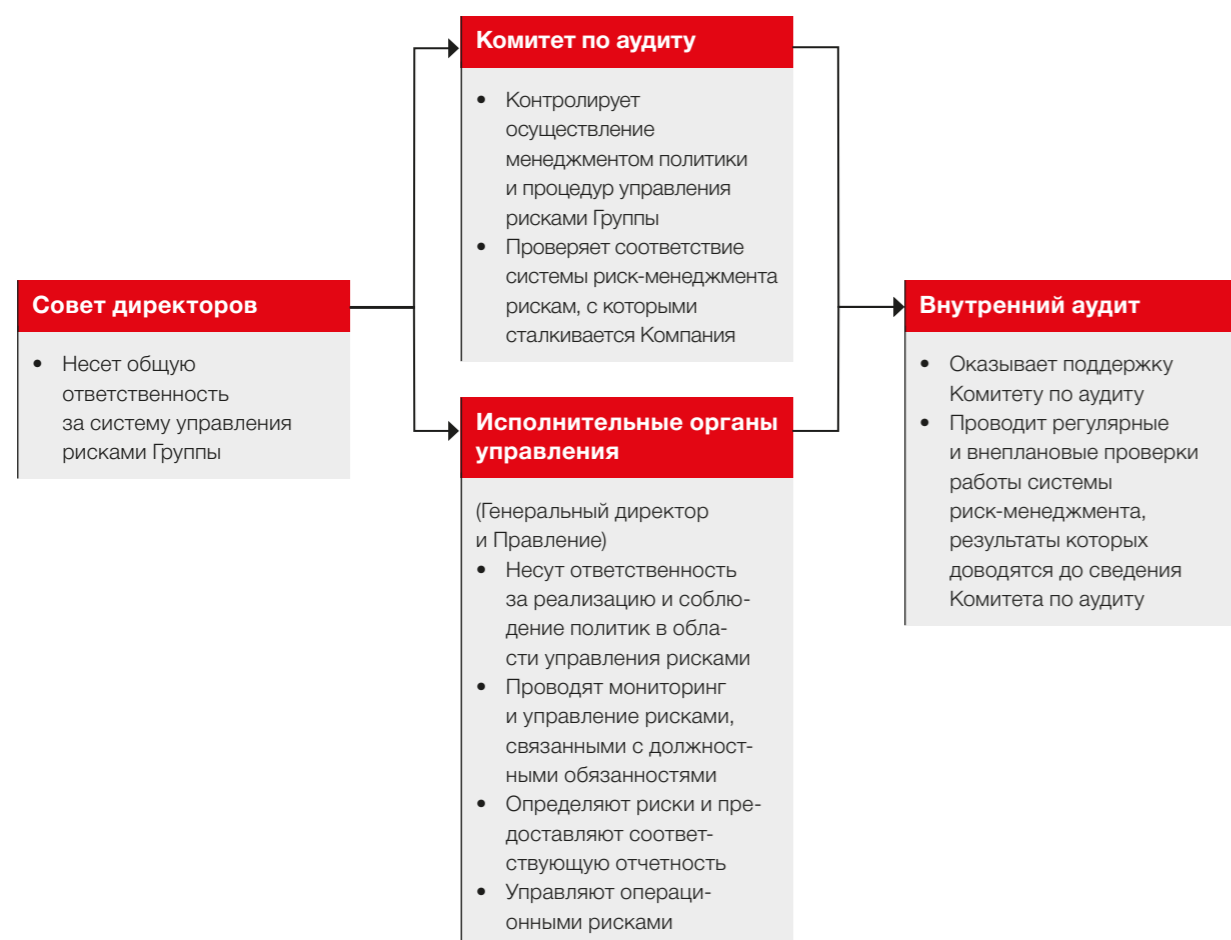 Комитет по аудиту
• Контролирует
осуществление
менеджментом политики
и процедур управления
рисками Группы
• Проверяет соответствие
системы риск-менеджмента
рискам, с которыми
сталкивается Компания
Совет директоров
• Несет общую
ответственность
за систему управления
рисками Группы
Исполнительные органы
управления
(Генеральный директор
и Правление)
• Несут ответственность
за реализацию и соблю-
дение политик в обла-
сти управления рисками
• Проводят мониторинг
и управление рисками,
связанными с должност-
ными обязанностями
• Определяют риски и пре-
доставляют соответ-
ствующую отчетность
• Управляют операци-
онными рисками
Внутренний аудит
• Оказывает поддержку
Комитету по аудиту
• Проводит регулярные
и внеплановые проверки
работы системы
риск-менеджмента,
результаты которых
доводятся до сведения
Комитета по аудиту